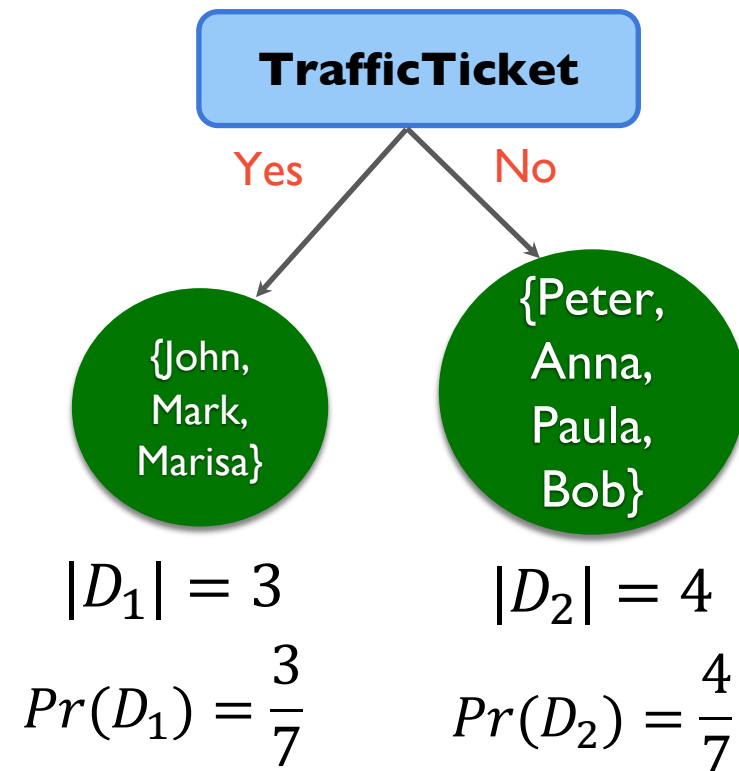 TrafficTicket
Yes
No
{John,
Mark,
Marisa}
{Peter,
Anna,
Paula,
Bob}
|D₁| = 3
|D₂| = 4
Pr(D₁) = 3/7
Pr(D₂) = 4/7